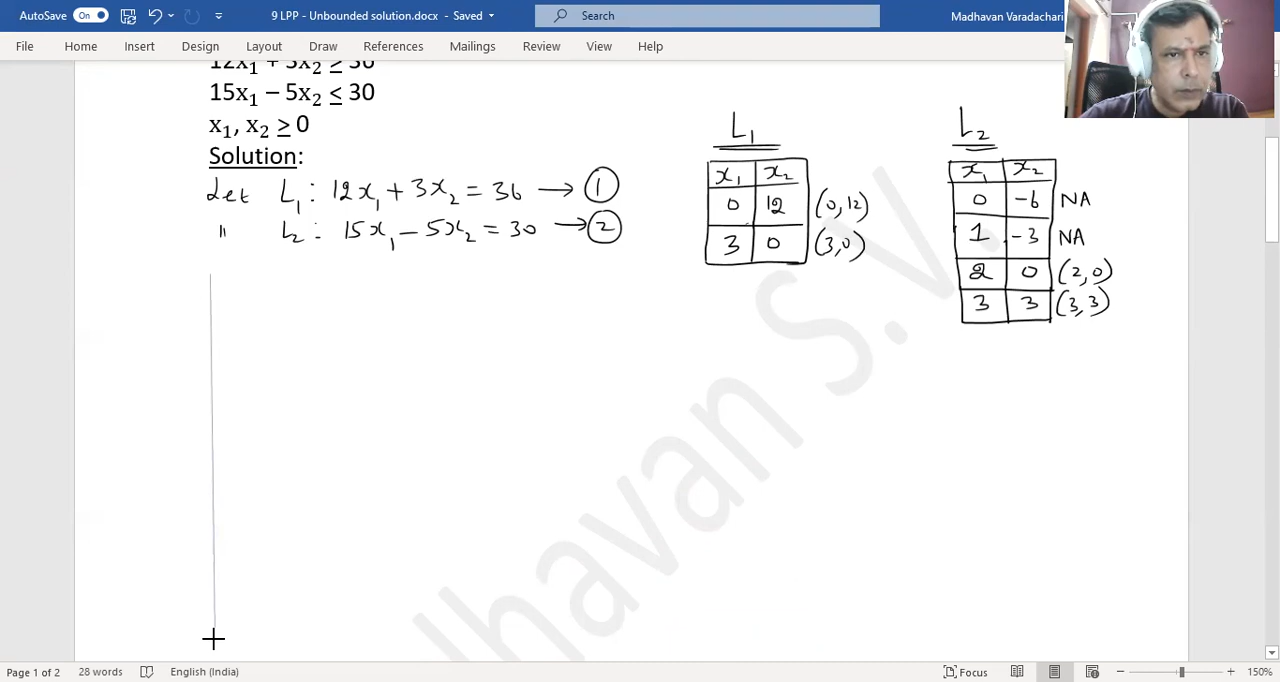 AutoSave On 9 LPP - Unbounded solution.docx - Saved Search Madhavan Varadachari
File Home Insert Design Layout Draw References Mailings Review View Help
12x₁ + 3x₂ ≥ 36
15x₁ − 5x₂ ≤ 30
x₁, x₂ ≥ 0
Solution:
Let L₁ : 12x₁ + 3x₂ = 36 → 1
" L₂ : 15x₁ − 5x₂ = 30 → 2
L₁
x₁ x₂
0 12 (0,12)
3 0 (3,0)
L₂
x₁ x₂
0 -6 NA
1 -3 NA
2 0 (2,0)
3 3 (3,3)
dhavan S.V.
Page 1 of 2 28 words English (India) Focus 150%